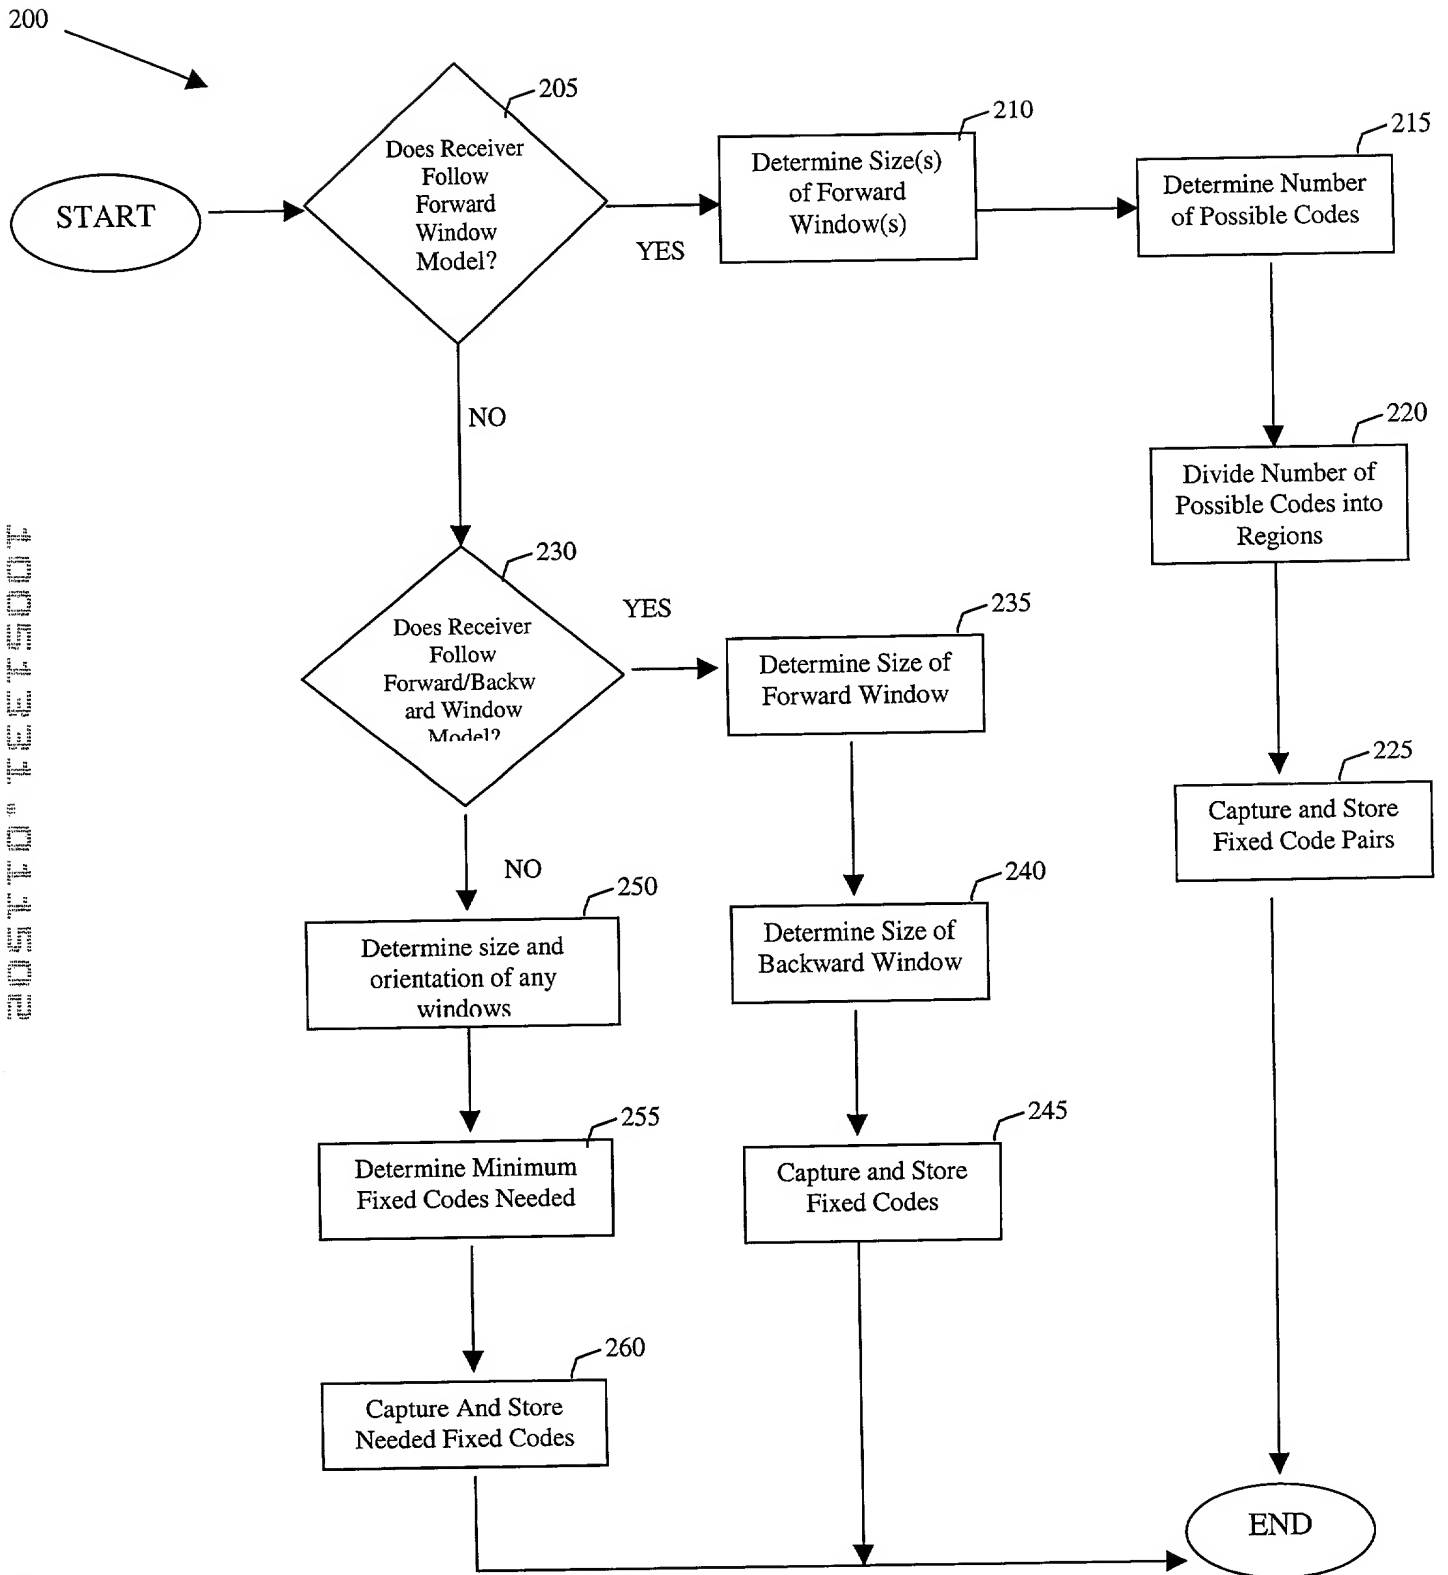 200
205
Does Receiver
Follow
Forward
Window
Model?
START
YES
210
Determine Size(s)
of Forward
Window(s)
215
Determine Number
of Possible Codes
NO
220
Divide Number of
Possible Codes into
Regions
230
Does Receiver
Follow
Forward/Backw
ard Window
Model?
YES
235
Determine Size of
Forward Window
225
Capture and Store
Fixed Code Pairs
NO
250
Determine size and
orientation of any
windows
240
Determine Size of
Backward Window
255
Determine Minimum
Fixed Codes Needed
245
Capture and Store
Fixed Codes
260
Capture And Store
Needed Fixed Codes
END